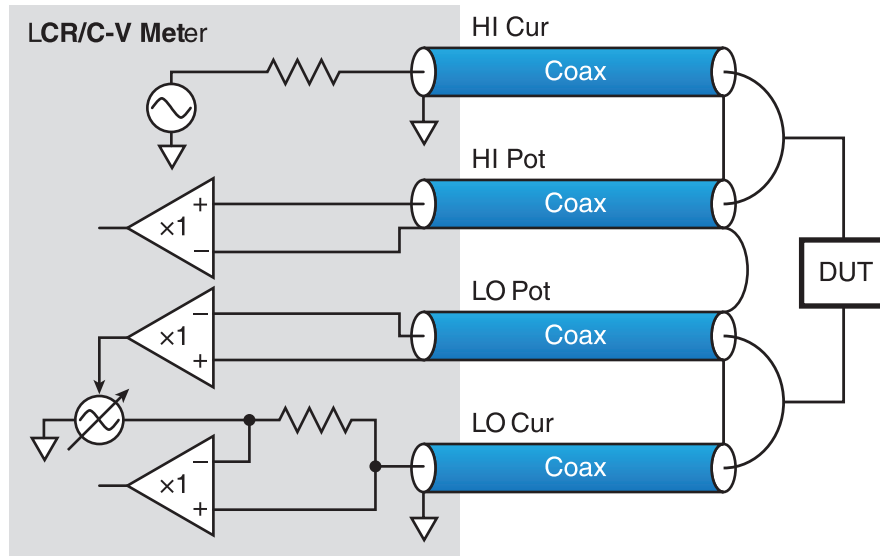 LCR/C-V Meter
HI Cur
Coax
HI Pot
Coax
+
×1
−
LO Pot
Coax
−
×1
+
DUT
LO Cur
Coax
−
×1
+